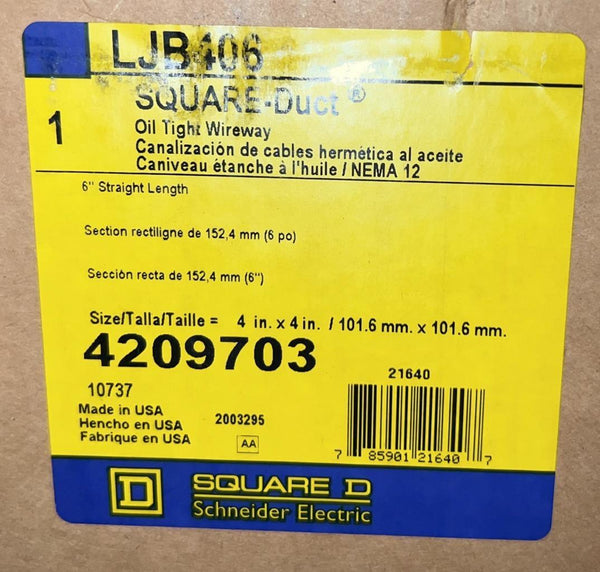 LJB406
1
SQUARE-Duct ®
Oil Tight Wireway
Canalización de cables hermética al aceite
Caniveau étanche à l'huile / NEMA 12
6" Straight Length
Section rectiligne de 152,4 mm (6 po)
Sección recta de 152,4 mm (6")
Size/Talla/Taille = 4 in. x 4 in. / 101.6 mm. x 101.6 mm.
4209703
21640
10737
Made in USA
Hencho en USA 2003295
Fabrique en USA AA
7 85901 21640 7
D SQUARE D
Schneider Electric